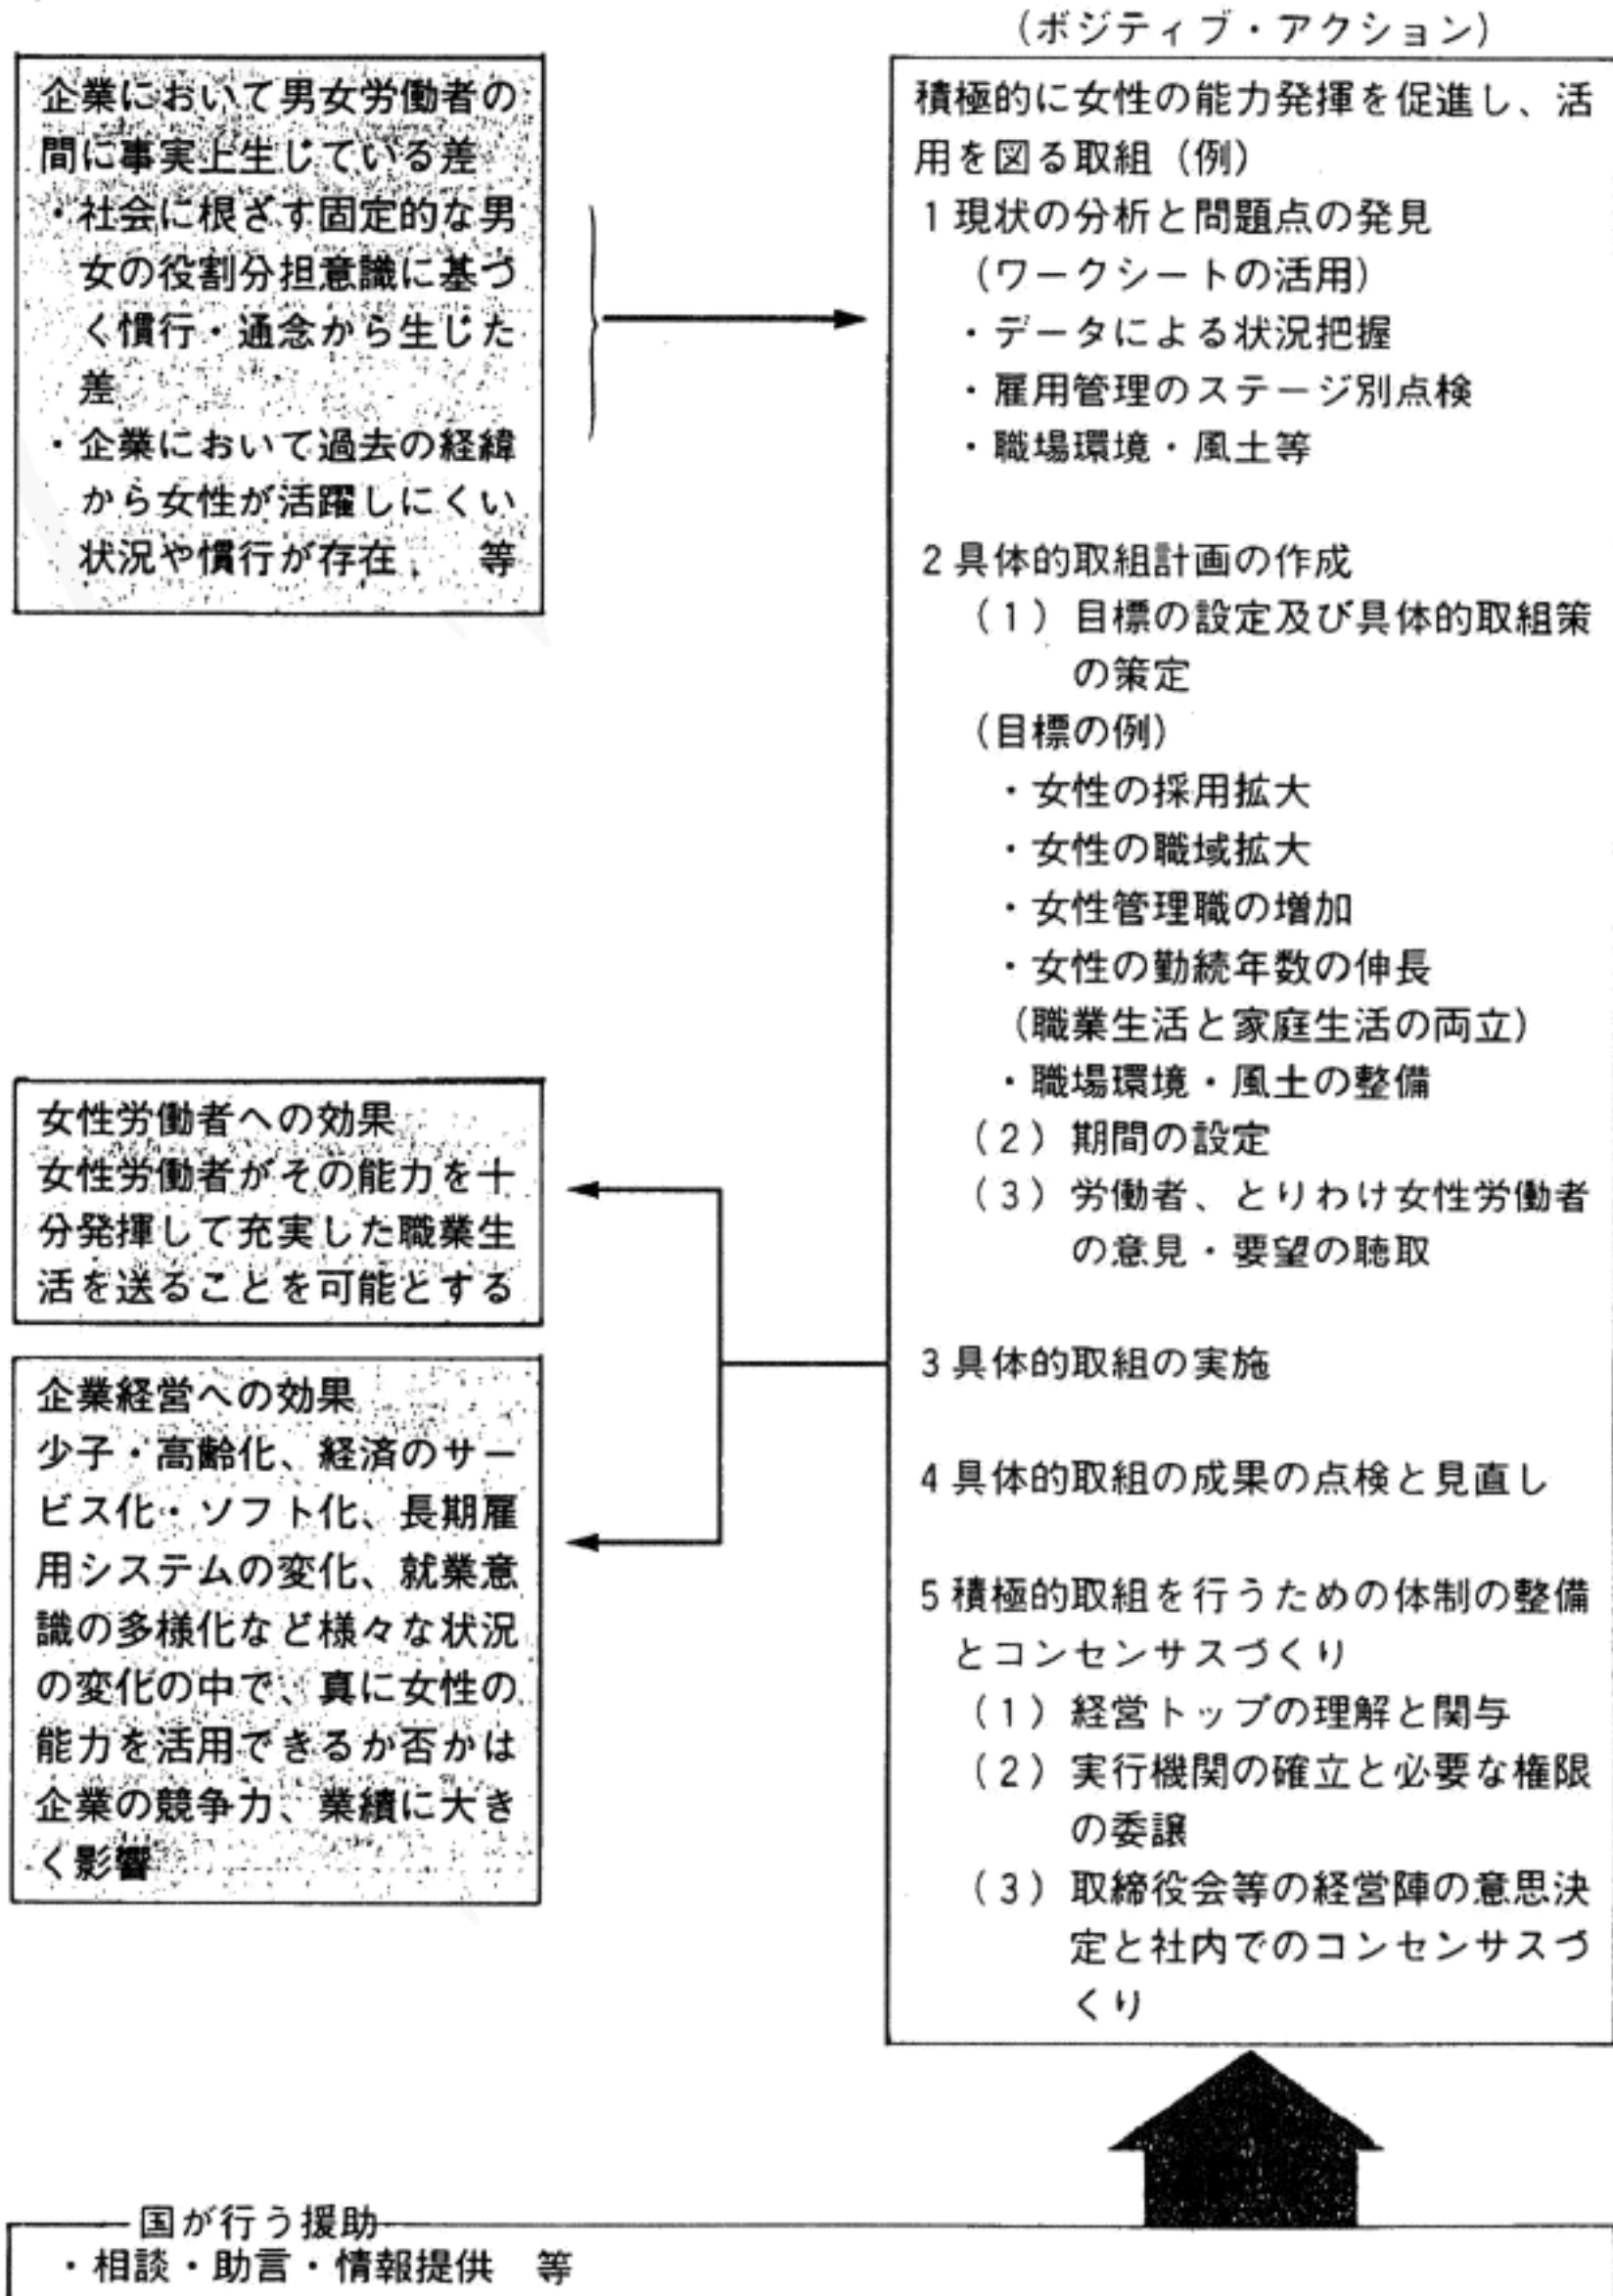 (ボジティブ・アクション)
企業において男女労働者の
間に事実上生じている差
・社会に根ざす固定的な男
女の役割分担意識に基づ
く慣行・通念から生じた
差
・企業において過去の経緯
から女性が活躍しにくい
状況や慣行が存在 等
積極的に女性の能力発揮を促進し、活
用を図る取組(例)
1 現状の分析と問題点の発見
(ワークシートの活用)
・データによる状況把握
・雇用管理のステージ別点検
・職場環境・風土等
2 具体的取組計画の作成
(1)目標の設定及び具体的取組策
の策定
(目標の例)
・女性の採用拡大
・女性の職域拡大
・女性管理職の増加
・女性の勤続年数の伸長
(職業生活と家庭生活の両立)
・職場環境・風土の整備
(2)期間の設定
(3)労働者、とりわけ女性労働者
の意見・要望の聴取
3 具体的取組の実施
4 具体的取組の成果の点検と見直し
5 積極的取組を行うための体制の整備
とコンセンサスづくり
(1)経営トップの理解と関与
(2)実行機関の確立と必要な権限
の委譲
(3)取締役会等の経営陣の意思決
定と社内でのコンセンサスづ
くり
女性労働者への効果
女性労働者がその能力を十
分発揮して充実した職業生
活を送ることを可能とする
企業経営への効果
少子・高齢化、経済のサー
ビス化・ソフト化、長期雇
用システムの変化、就業意
識の多様化など様々な状況
の変化の中で、真に女性の
能力を活用できるか否かは
企業の競争力、業績に大き
く影響
国が行う援助
・相談・助言・情報提供 等